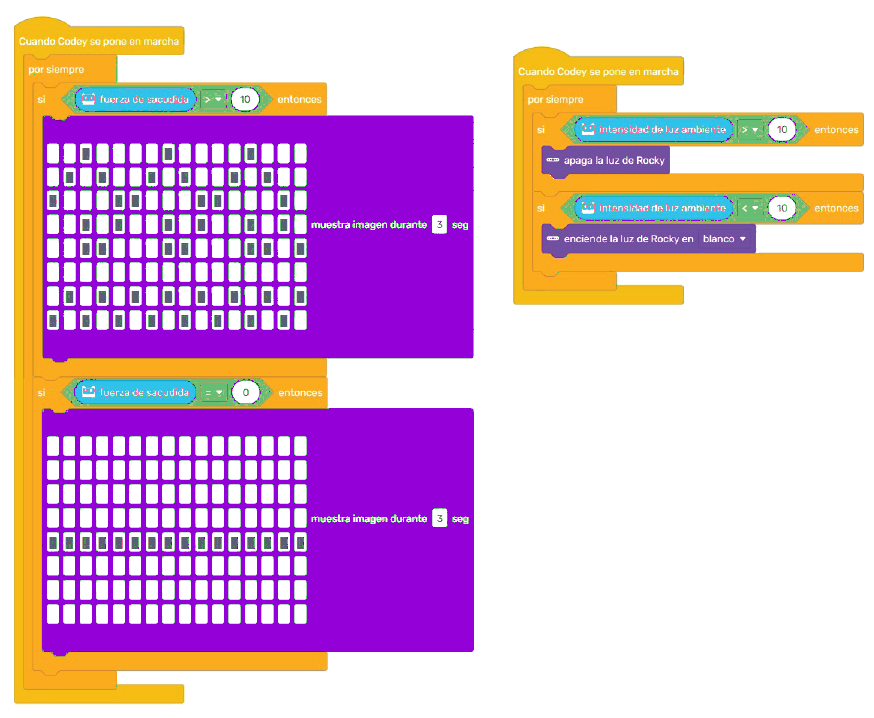 Cuando Codey se pone en marcha
por siempre
si fuerza de sacudida > 10 entonces
muestra imagen durante 3 seg
si fuerza de sacudida = 0 entonces
muestra imagen durante 3 seg
Cuando Codey se pone en marcha
por siempre
si intensidad de luz ambiente > 10 entonces
apaga la luz de Rocky
si intensidad de luz ambiente < 10 entonces
enciende la luz de Rocky en blanco